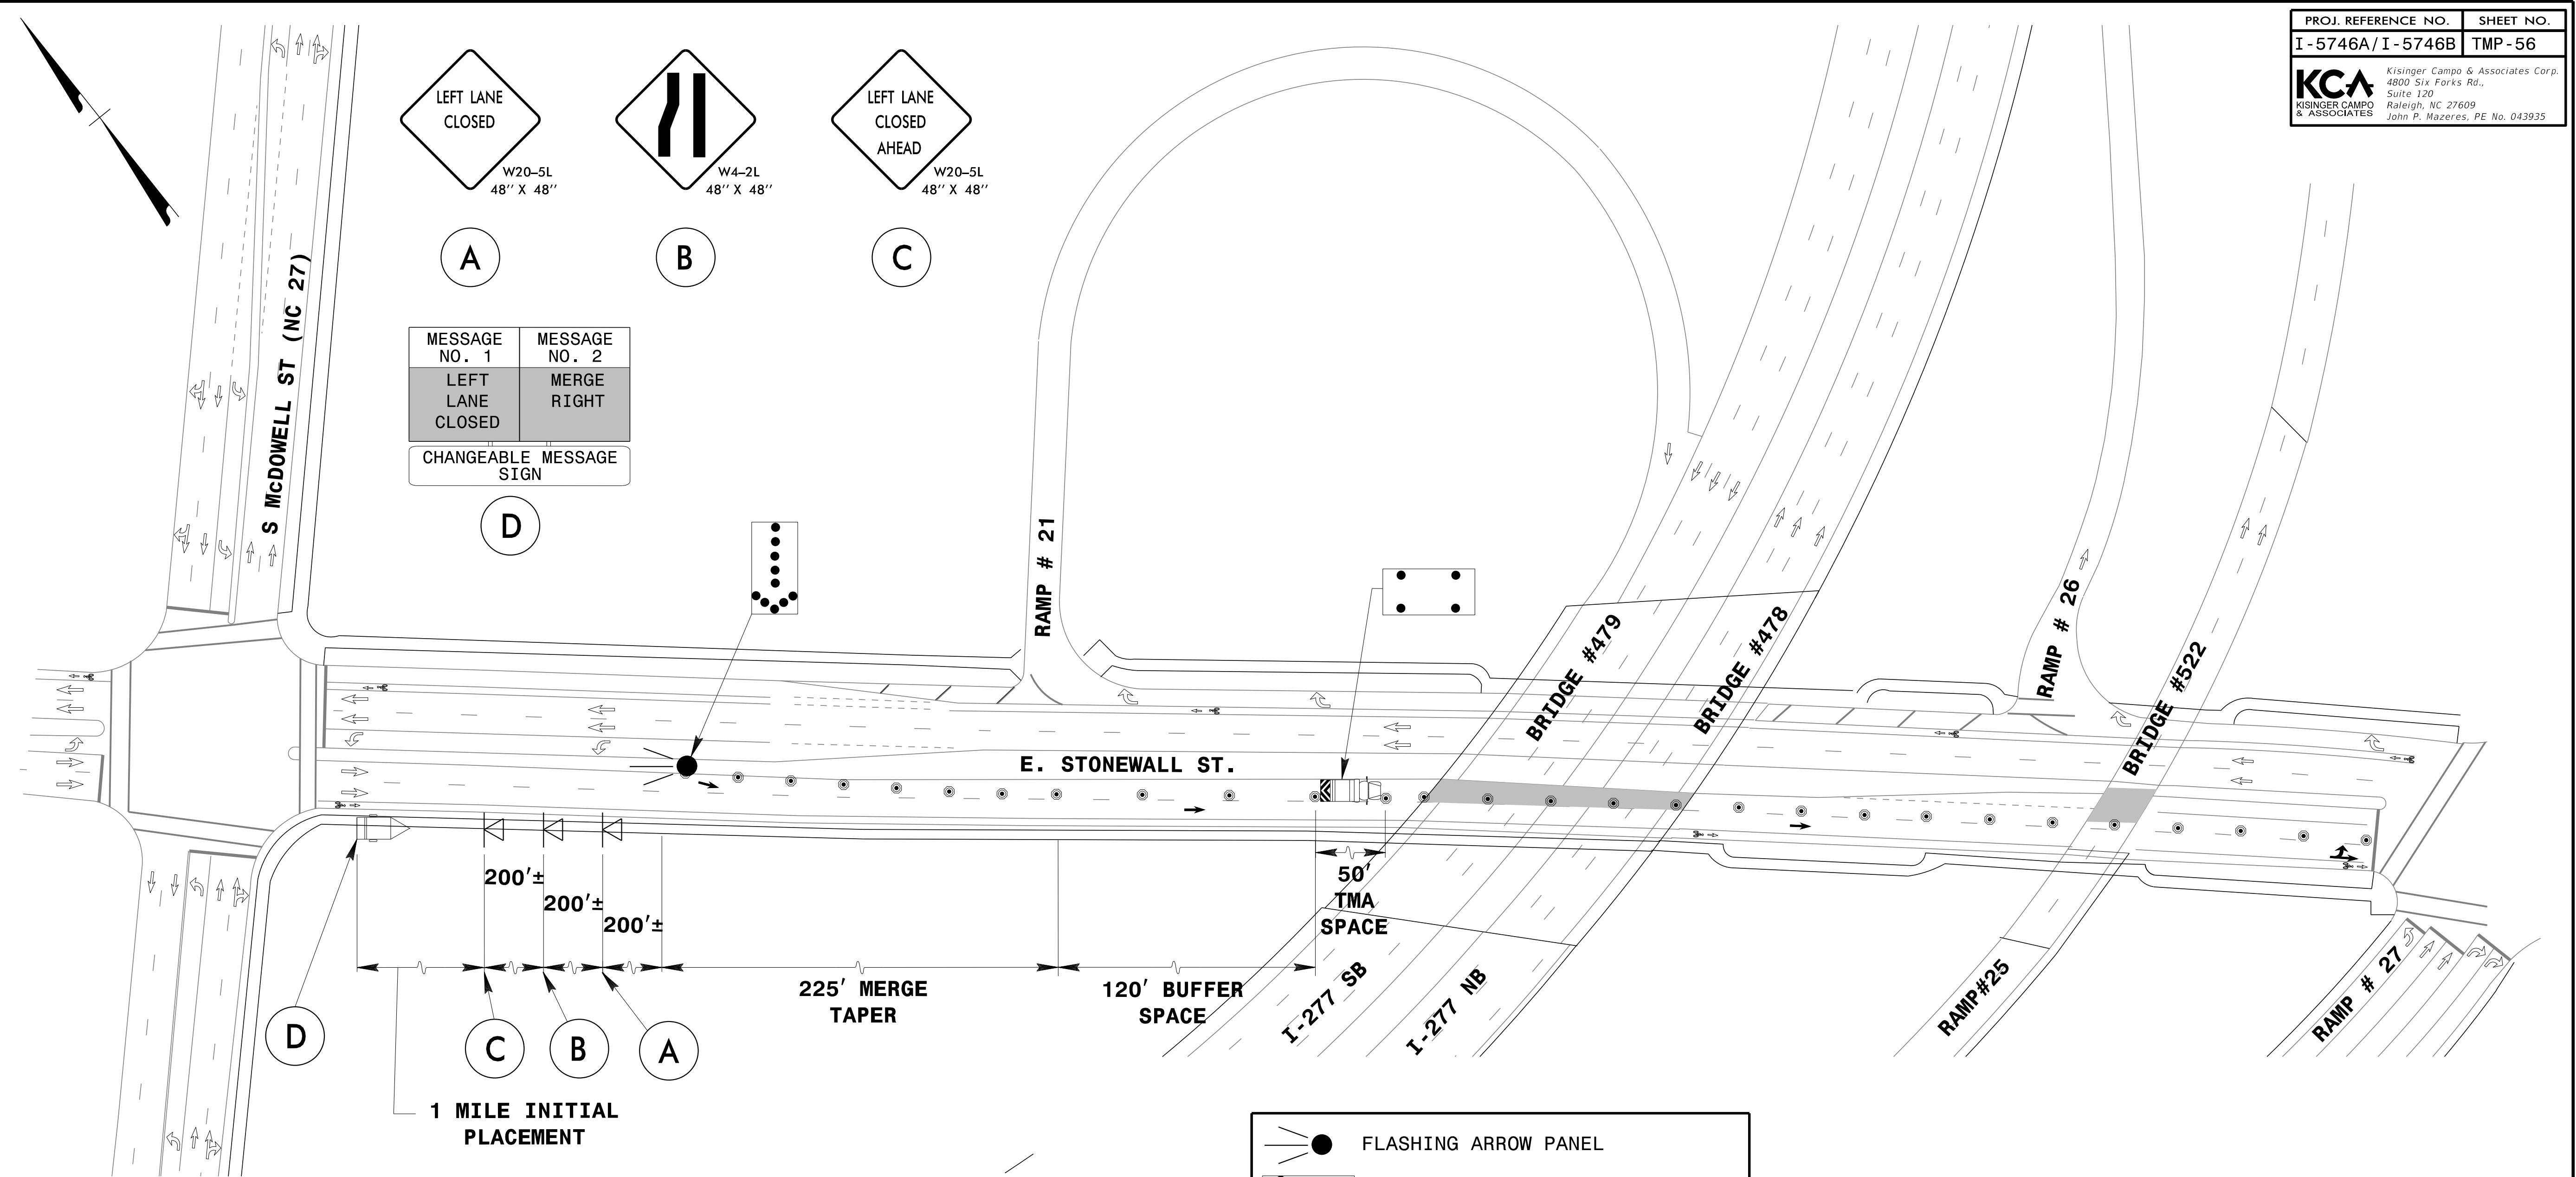 PROJ. REFERENCE NO. SHEET NO.
I-5746A/I-5746B TMP-56
KCA
KISINGER CAMPO
& ASSOCIATES
Kisinger Campo & Associates Corp.
4800 Six Forks Rd.,
Suite 120
Raleigh, NC 27609
John P. Mazeres, PE No. 043935
LEFT LANE
CLOSED
W20–5L
48'' X 48''
A
W4–2L
48'' X 48''
B
LEFT LANE
CLOSED
AHEAD
W20–5L
48'' X 48''
C
S McDOWELL ST (NC 27)
MESSAGE
NO. 1
MESSAGE
NO. 2
LEFT
LANE
CLOSED
MERGE
RIGHT
CHANGEABLE MESSAGE
SIGN
D
RAMP # 21
BRIDGE #479
BRIDGE #478
RAMP # 26
BRIDGE #522
E. STONEWALL ST.
200'±
200'±
200'±
50'
TMA
SPACE
225' MERGE
TAPER
120' BUFFER
SPACE
I-277 SB
I-277 NB
RAMP#25
RAMP # 27
D
C
B
A
1 MILE INITIAL
PLACEMENT
FLASHING ARROW PANEL